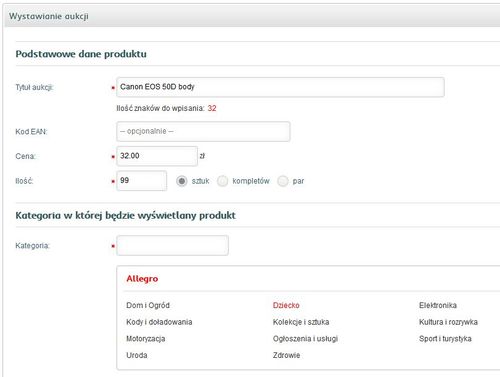 Wystawianie aukcji
Podstawowe dane produktu
Tytuł aukcji: * Canon EOS 50D body
Ilość znaków do wpisania: 32
Kod EAN: -- opcjonalnie --
Cena: * 32.00 zł
Ilość: * 99 sztuk kompletów par
Kategoria w której będzie wyświetlany produkt
Kategoria: *
Allegro
Dom i Ogród Dziecko Elektronika
Kody i doładowania Kolekcje i sztuka Kultura i rozrywka
Motoryzacja Ogłoszenia i usługi Sport i turystyka
Uroda Zdrowie